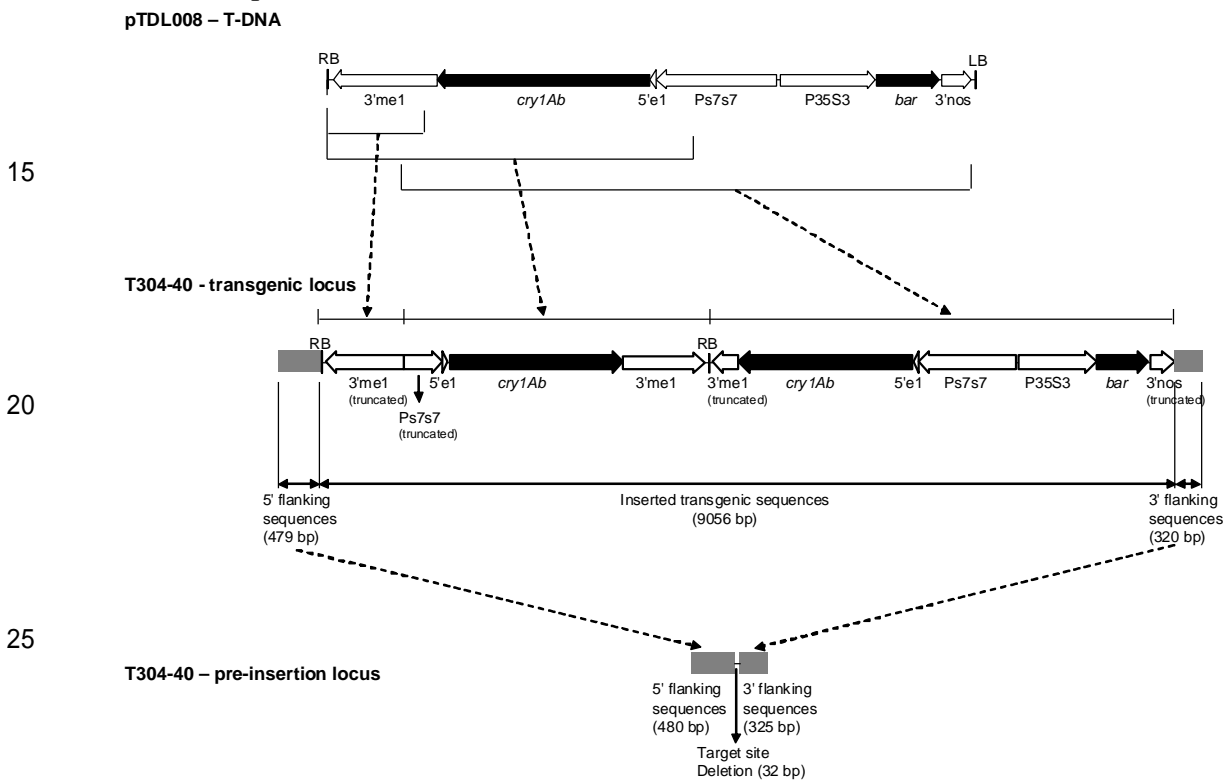 pTDL008 – T-DNA
RB
LB
3'me1
cry1Ab
5'e1
Ps7s7
P35S3
bar
3'nos
15
T304-40 - transgenic locus
RB
RB
3'me1
(truncated)
Ps7s7
(truncated)
5'e1
cry1Ab
3'me1
3'me1
(truncated)
cry1Ab
5'e1
Ps7s7
P35S3
bar
3'nos
(truncated)
20
5' flanking
sequences
(479 bp)
Inserted transgenic sequences
(9056 bp)
3' flanking
sequences
(320 bp)
25
T304-40 – pre-insertion locus
5' flanking
sequences
(480 bp)
3' flanking
sequences
(325 bp)
Target site
Deletion (32 bp)